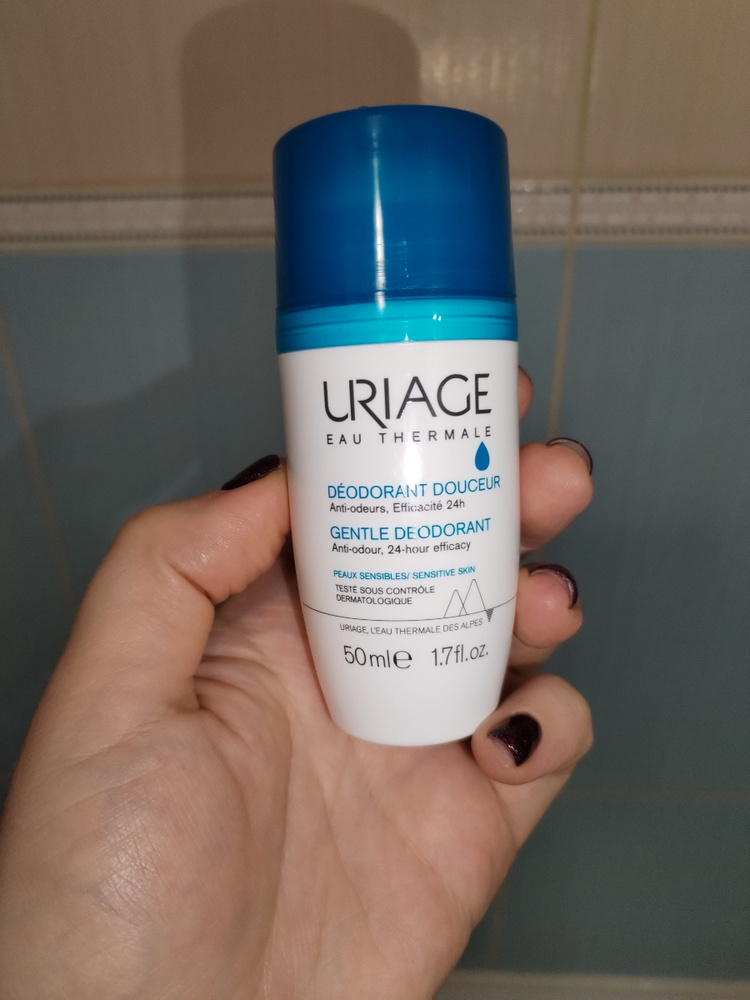 URIAGE
EAU THERMALE
DÉODORANT DOUCEUR
Anti-odeurs, Efficacité 24h
GENTLE DEODORANT
Anti-odour, 24-hour efficacy
PEAUX SENSIBLES/ SENSITIVE SKIN
TESTÉ SOUS CONTRÔLE
DERMATOLOGIQUE
URIAGE, L'EAU THERMALE DES ALPES
50ml℮ 1.7fl.oz.